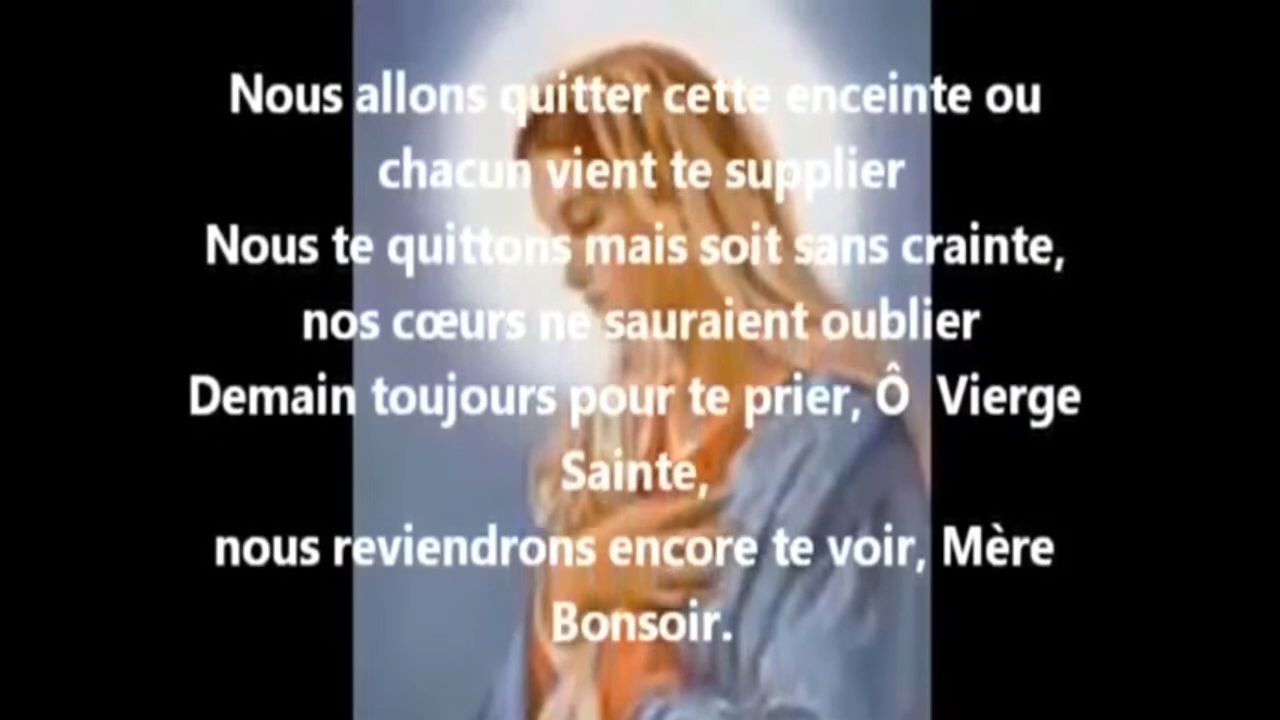 Nous allons quitter cette enceinte ou
chacun vient te supplier
Nous te quittons mais soit sans crainte,
nos cœurs ne sauraient oublier
Demain toujours pour te prier, Ô  Vierge
Sainte,
nous reviendrons encore te voir, Mère
Bonsoir.